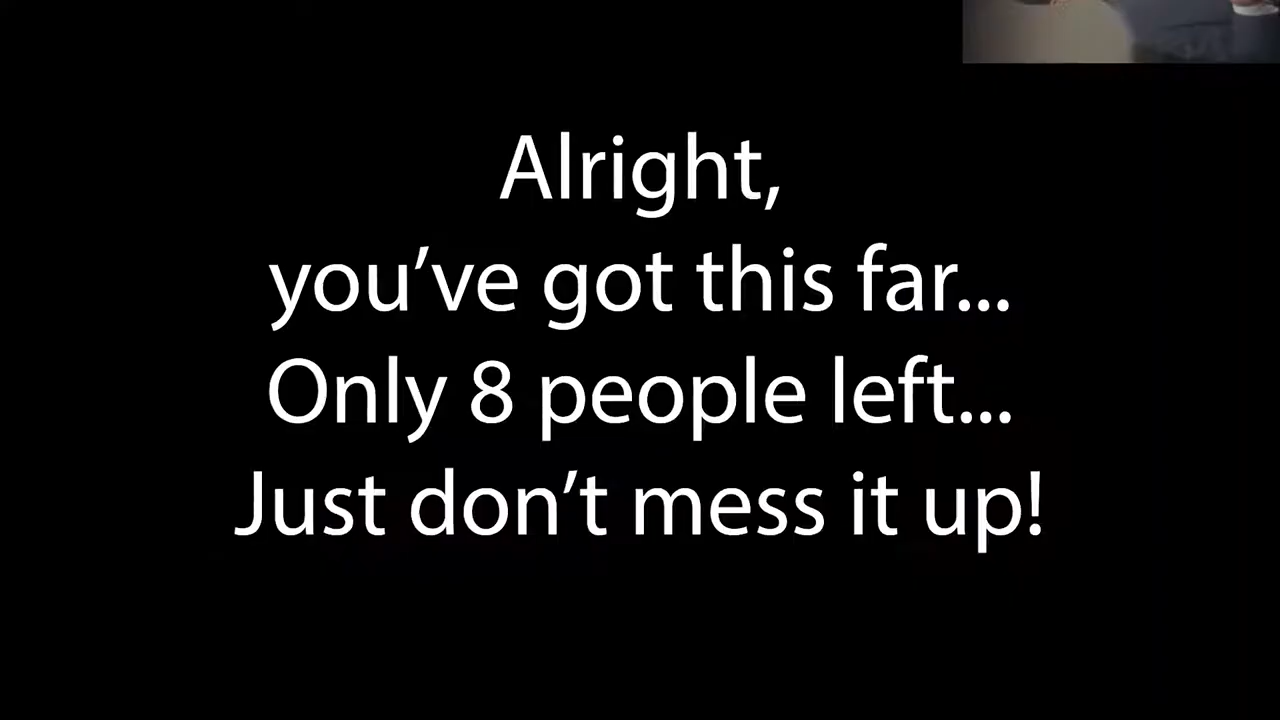 Alright,
you’ve got this far...
Only 8 people left...
Just don’t mess it up!